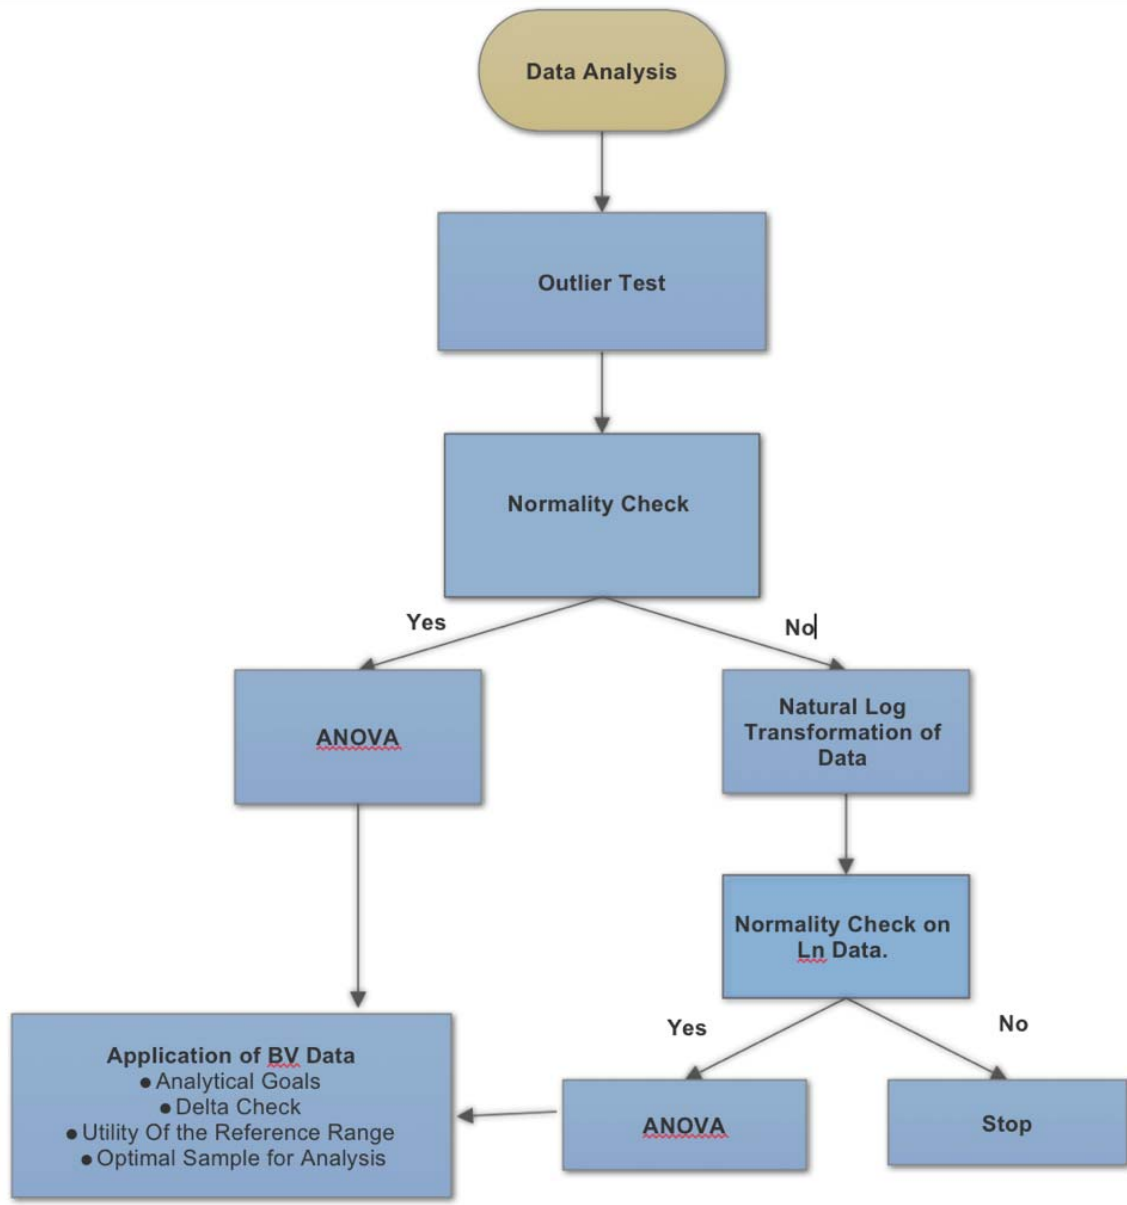 Data Analysis
Outlier Test
Normality Check
Yes
No
ANOVA
Natural Log
Transformation of
Data
Normality Check on
Ln Data.
Yes
No
Application of BV Data
● Analytical Goals
● Delta Check
● Utility Of the Reference Range
● Optimal Sample for Analysis
ANOVA
Stop